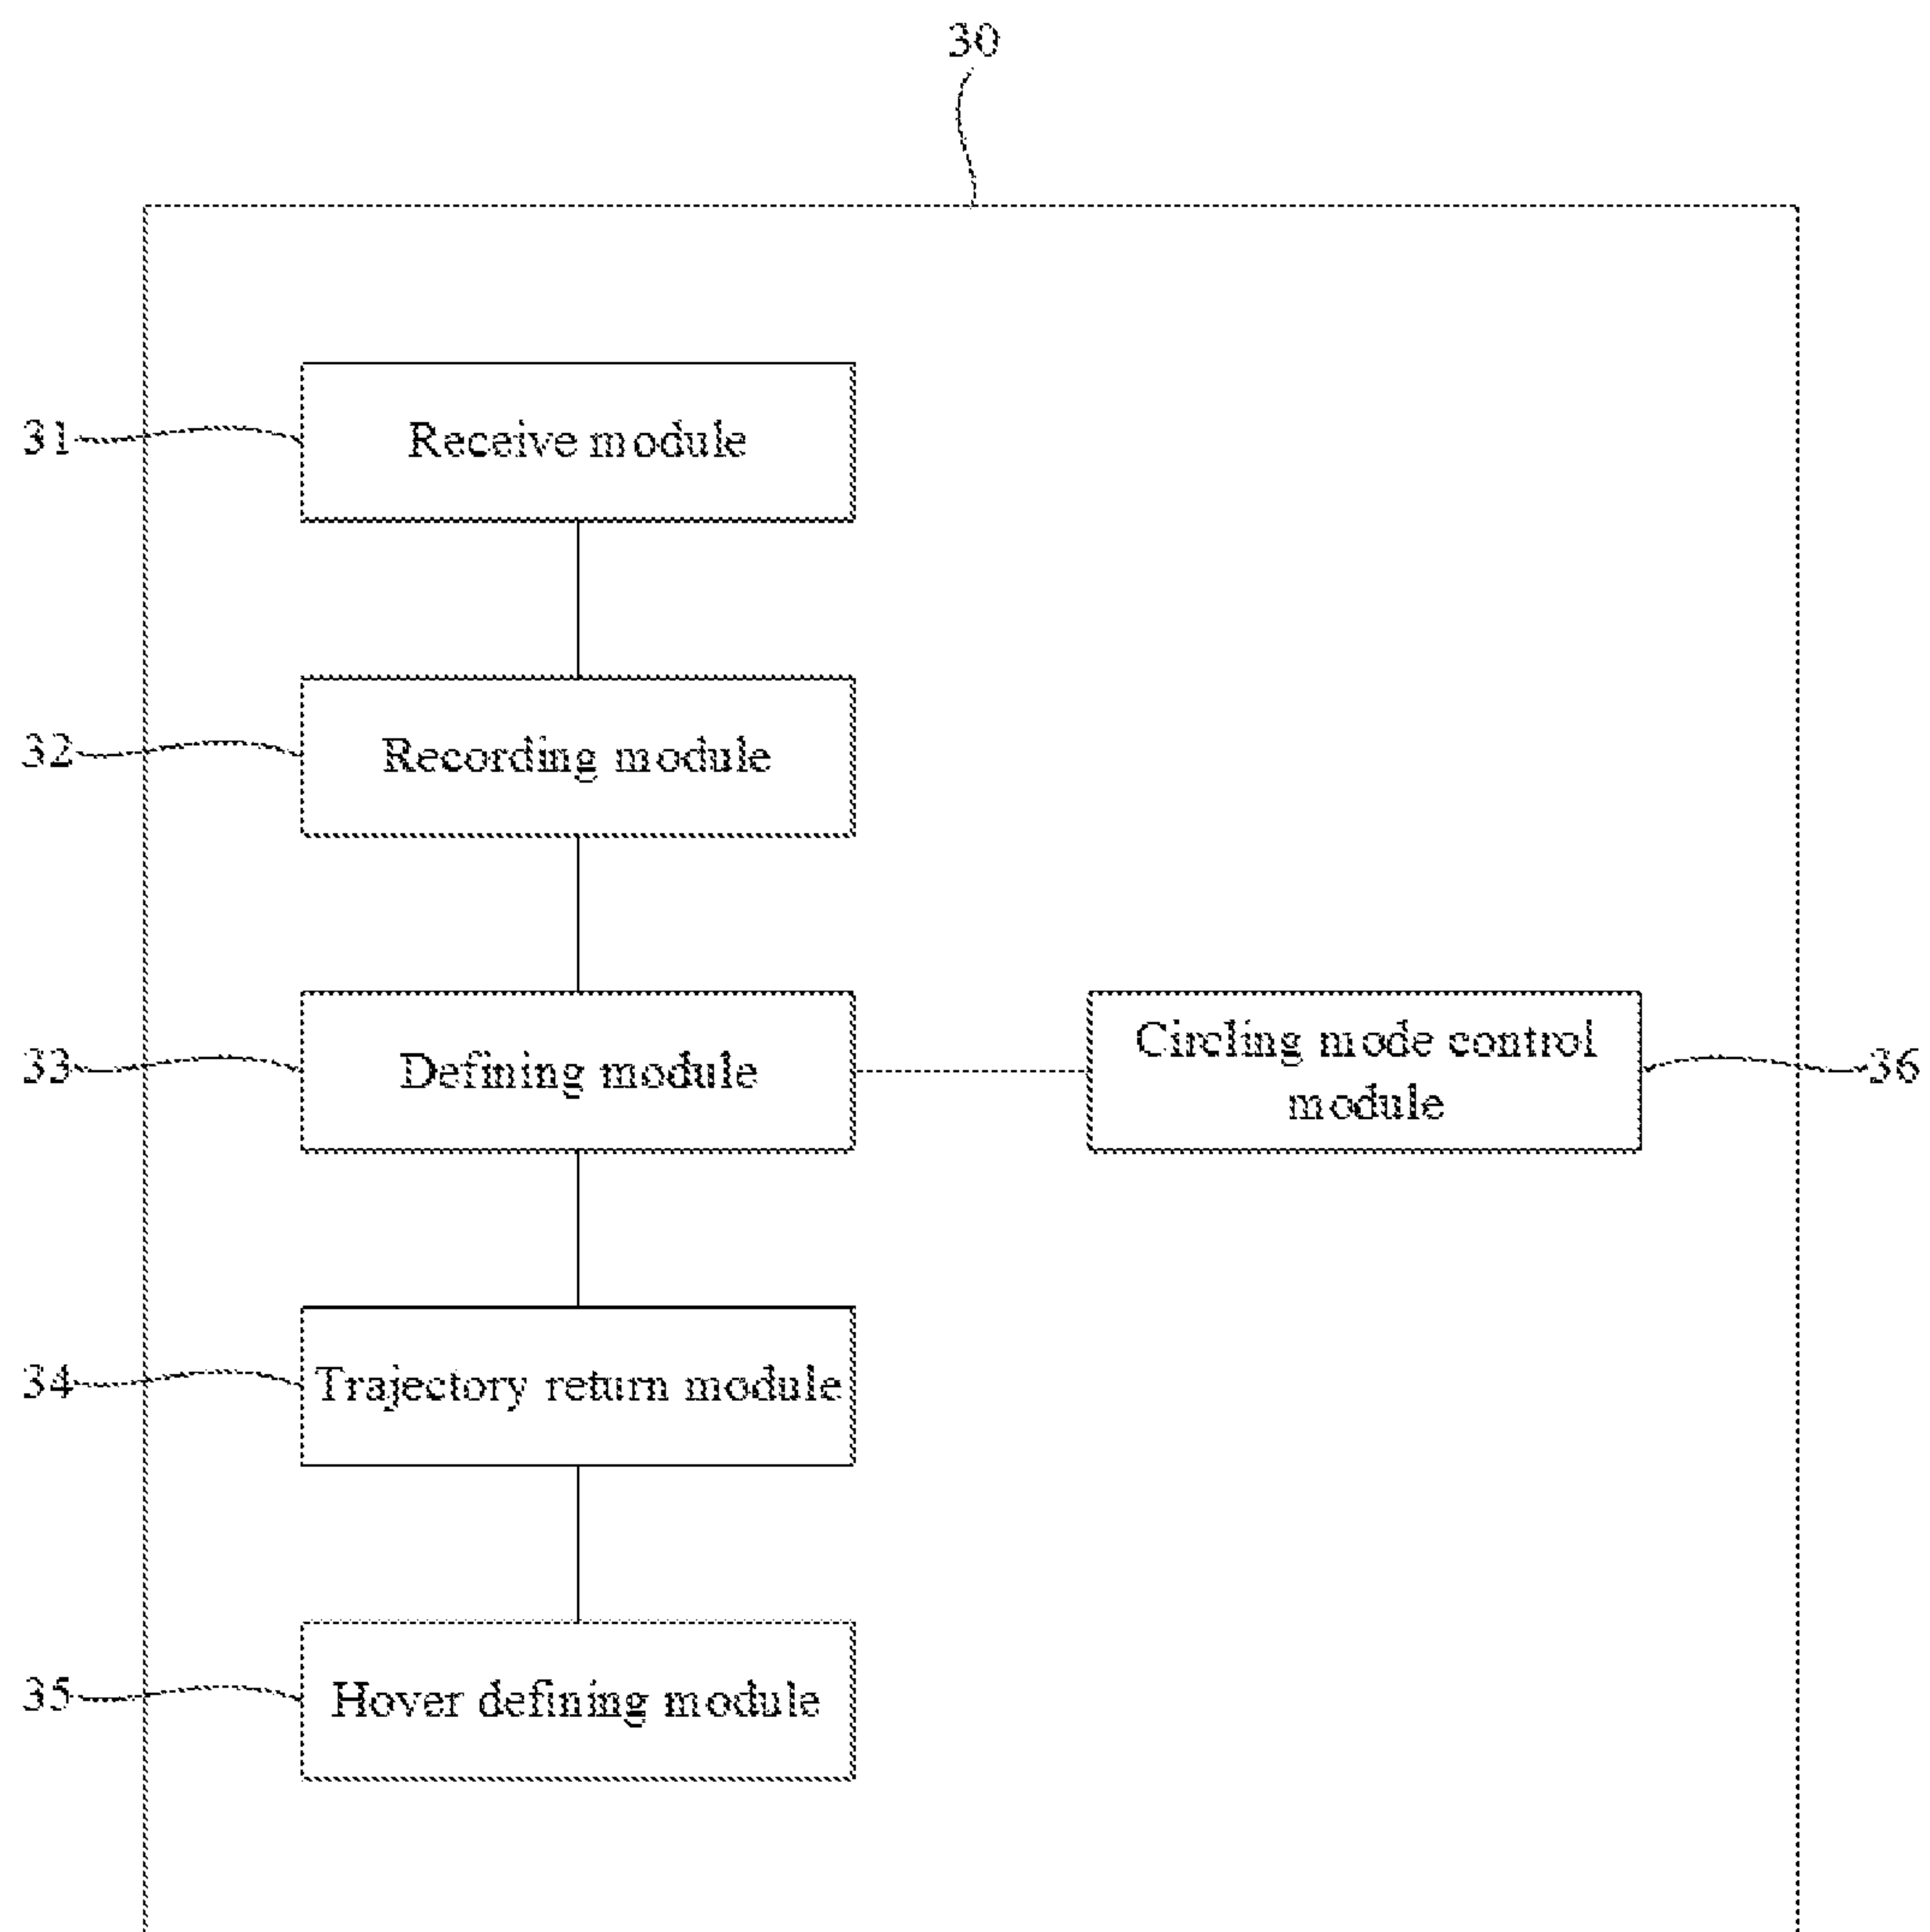 30
31
Receive module
32
Recording module
33
Defining module
Circling mode control
module
36
34
Trajectory return module
35
Hover defining module